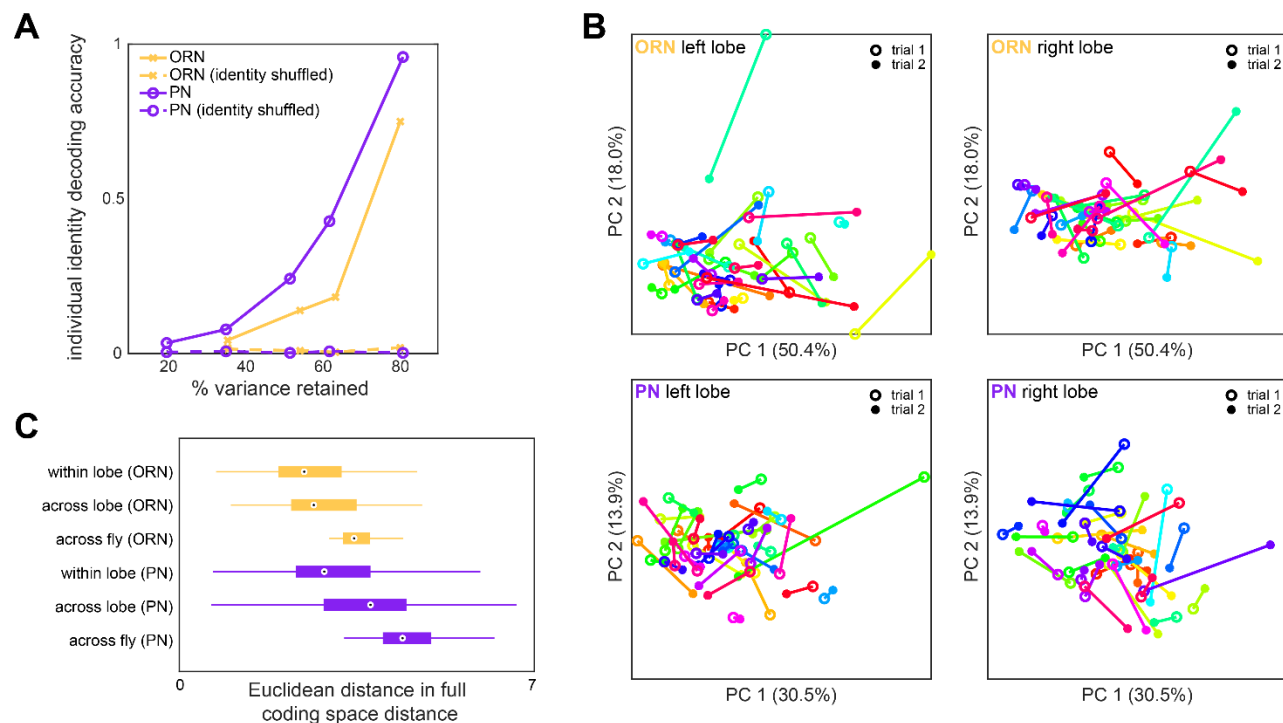 A
individual identity decoding accuracy
1
0.5
0
ORN
ORN (identity shuffled)
PN
PN (identity shuffled)
20
40
60
80
% variance retained
B
ORN left lobe
trial 1
trial 2
PC 2 (18.0%)
PC 1 (50.4%)
ORN right lobe
trial 1
trial 2
PC 2 (18.0%)
PC 1 (50.4%)
PN left lobe
trial 1
trial 2
PC 2 (13.9%)
PC 1 (30.5%)
PN right lobe
trial 1
trial 2
PC 2 (13.9%)
PC 1 (30.5%)
C
within lobe (ORN)
across lobe (ORN)
across fly (ORN)
within lobe (PN)
across lobe (PN)
across fly (PN)
0
7
Euclidean distance in full
coding space distance